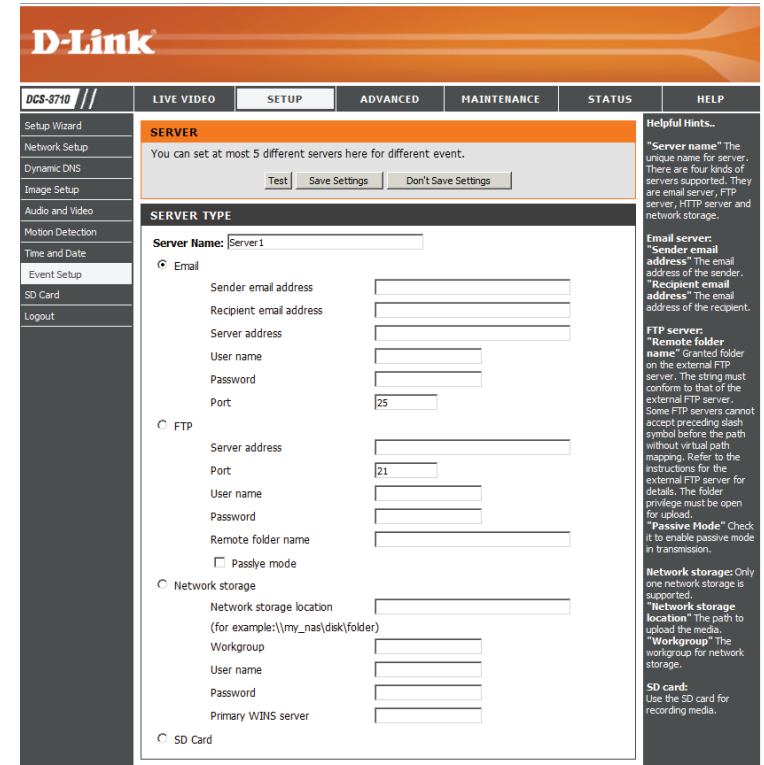 D-Link
DCS-3710 //
LIVE VIDEO
SETUP
ADVANCED
MAINTENANCE
STATUS
HELP
Setup Wizard
Network Setup
Dynamic DNS
Image Setup
Audio and Video
Motion Detection
Time and Date
Event Setup
SD Card
Logout
SERVER
You can set at most 5 different servers here for different event.
Test
Save Settings
Don't Save Settings
SERVER TYPE
Server Name: Server1
Email
Sender email address
Recipient email address
Server address
User name
Password
Port 25
FTP
Server address
Port 21
User name
Password
Remote folder name
Passlye mode
Network storage
Network storage location
(for example:\\my_nas\disk\folder)
Workgroup
User name
Password
Primary WINS server
SD Card
Helpful Hints..
"Server name" The
unique name for server.
There are four kinds of
servers supported. They
are email server, FTP
server, HTTP server and
network storage.
Email server:
"Sender email
address" The email
address of the sender.
"Recipient email
address" The email
address of the recipient.
FTP server:
"Remote folder
name" Granted folder
on the external FTP
server. The string must
conform to that of the
external FTP server.
Some FTP servers cannot
accept preceding slash
symbol before the path
without virtual path
mapping. Refer to the
instructions for the
external FTP server for
details. The folder
privilege must be open
for upload.
"Passive Mode" Check
it to enable passive mode
in transmission.
Network storage: Only
one network storage is
supported.
"Network storage
location" The path to
upload the media.
"Workgroup" The
workgroup for network
storage.
SD card:
Use the SD card for
recording media.